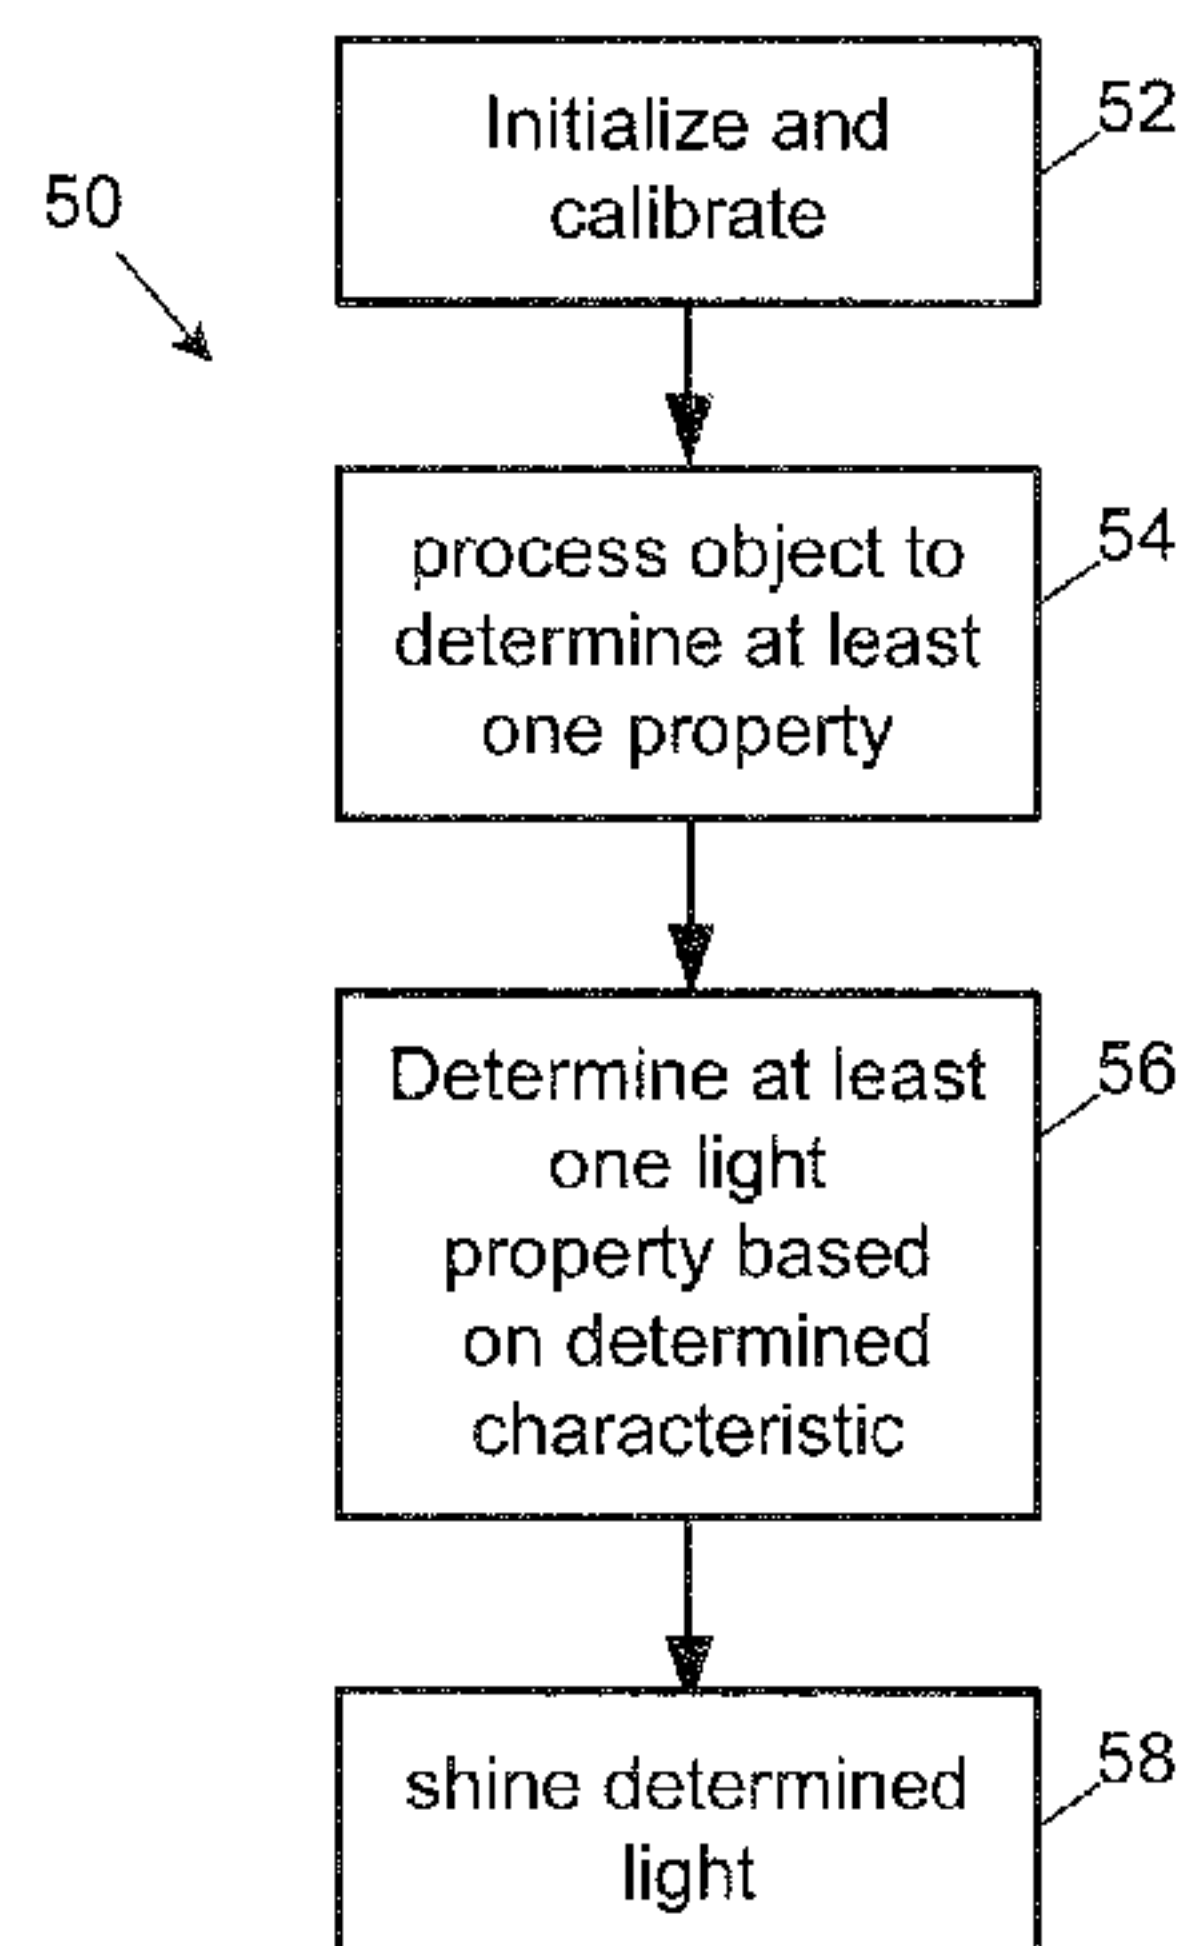 Initialize and
calibrate
52
50
process object to
determine at least
one property
54
Determine at least
one light
property based
on determined
characteristic
56
shine determined
light
58